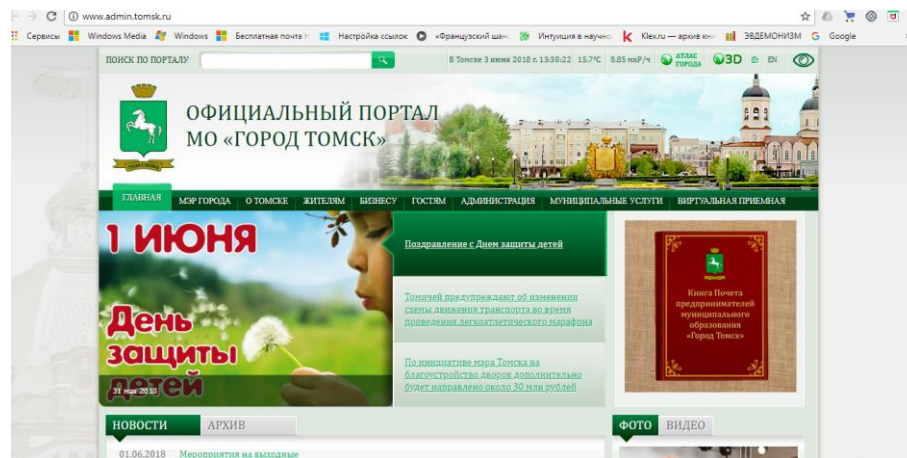 www.admin.tomsk.ru
Сервисы Windows Media Windows Бесплатная почта Настройка ссылок «Французский Интуиция в научно Klex.ru — архив ЭВДЕМОНИЗМ Google
ПОИСК ПО ПОРТАЛУ
В Томске 3 июня 2018 г. 13:38:22 15.7°C 8.85 мкР/ч АТЛАС ГОРОДА 3D EN
ОФИЦИАЛЬНЫЙ ПОРТАЛ
МО «ГОРОД ТОМСК»
ГЛАВНАЯ МЭР ГОРОДА О ТОМСКЕ ЖИТЕЛЯМ БИЗНЕСУ ГОСТЯМ АДМИНИСТРАЦИЯ МУНИЦИПАЛЬНЫЕ УСЛУГИ ВИРТУАЛЬНАЯ ПРИЕМНАЯ
1 ИЮНЯ
День
защиты
детей
31 мая 2018
Поздравление с Днем защиты детей
Томичей предупреждают об изменении
схемы движения транспорта во время
проведения легкоатлетического марафона
По инициативе мэра Томска на
благоустройство дворов дополнительно
будет направлено около 30 млн рублей
Книга Почета
предпринимателей
муниципального
образования
«Город Томск»
НОВОСТИ АРХИВ
ФОТО ВИДЕО
01.06.2018 Мероприятия на выходные